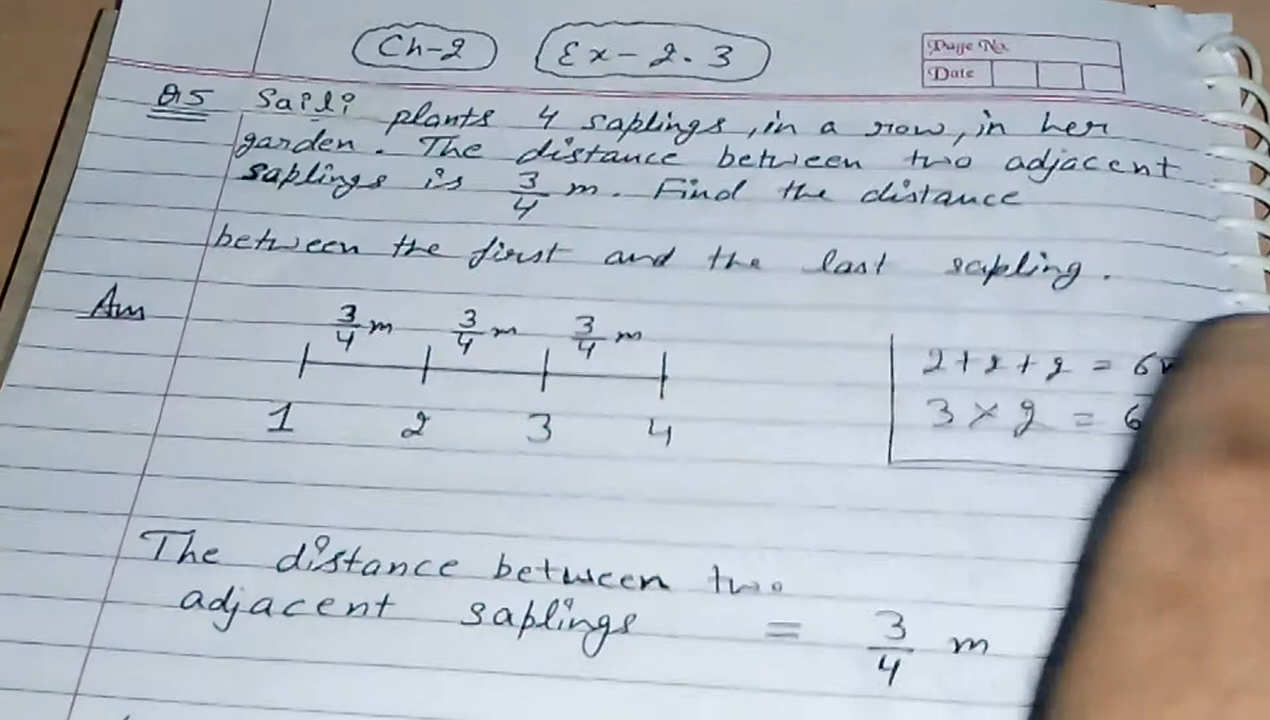 Ch-2 Ex-2.3
Page No.
Date
Q5 Saili plants 4 saplings, in a row, in her
garden. The distance between two adjacent
saplings is 3/4 m. Find the distance
between the first and the last sapling.
Ans
3/4 m 3/4 m 3/4 m
1 2 3 4
2+2+2 = 6
3×2 = 6
The distance between two
adjacent saplings = 3/4 m